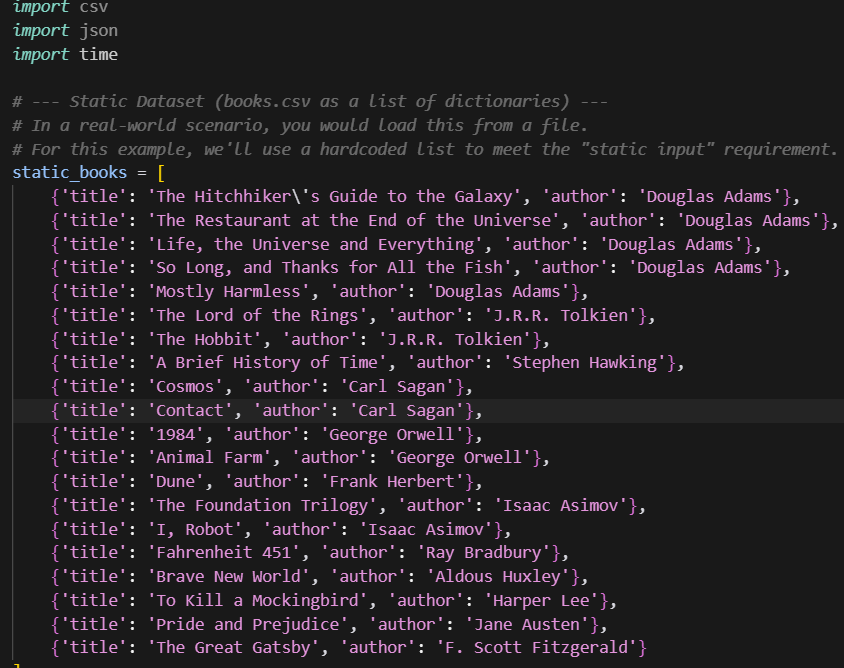 import csv
import json
import time
# --- Static Dataset (books.csv as a list of dictionaries) ---
# In a real-world scenario, you would load this from a file.
# For this example, we'll use a hardcoded list to meet the "static input" requirement.
static_books = [
{'title': 'The Hitchhiker\'s Guide to the Galaxy', 'author': 'Douglas Adams'},
{'title': 'The Restaurant at the End of the Universe', 'author': 'Douglas Adams'},
{'title': 'Life, the Universe and Everything', 'author': 'Douglas Adams'},
{'title': 'So Long, and Thanks for All the Fish', 'author': 'Douglas Adams'},
{'title': 'Mostly Harmless', 'author': 'Douglas Adams'},
{'title': 'The Lord of the Rings', 'author': 'J.R.R. Tolkien'},
{'title': 'The Hobbit', 'author': 'J.R.R. Tolkien'},
{'title': 'A Brief History of Time', 'author': 'Stephen Hawking'},
{'title': 'Cosmos', 'author': 'Carl Sagan'},
{'title': 'Contact', 'author': 'Carl Sagan'},
{'title': '1984', 'author': 'George Orwell'},
{'title': 'Animal Farm', 'author': 'George Orwell'},
{'title': 'Dune', 'author': 'Frank Herbert'},
{'title': 'The Foundation Trilogy', 'author': 'Isaac Asimov'},
{'title': 'I, Robot', 'author': 'Isaac Asimov'},
{'title': 'Fahrenheit 451', 'author': 'Ray Bradbury'},
{'title': 'Brave New World', 'author': 'Aldous Huxley'},
{'title': 'To Kill a Mockingbird', 'author': 'Harper Lee'},
{'title': 'Pride and Prejudice', 'author': 'Jane Austen'},
{'title': 'The Great Gatsby', 'author': 'F. Scott Fitzgerald'}
]